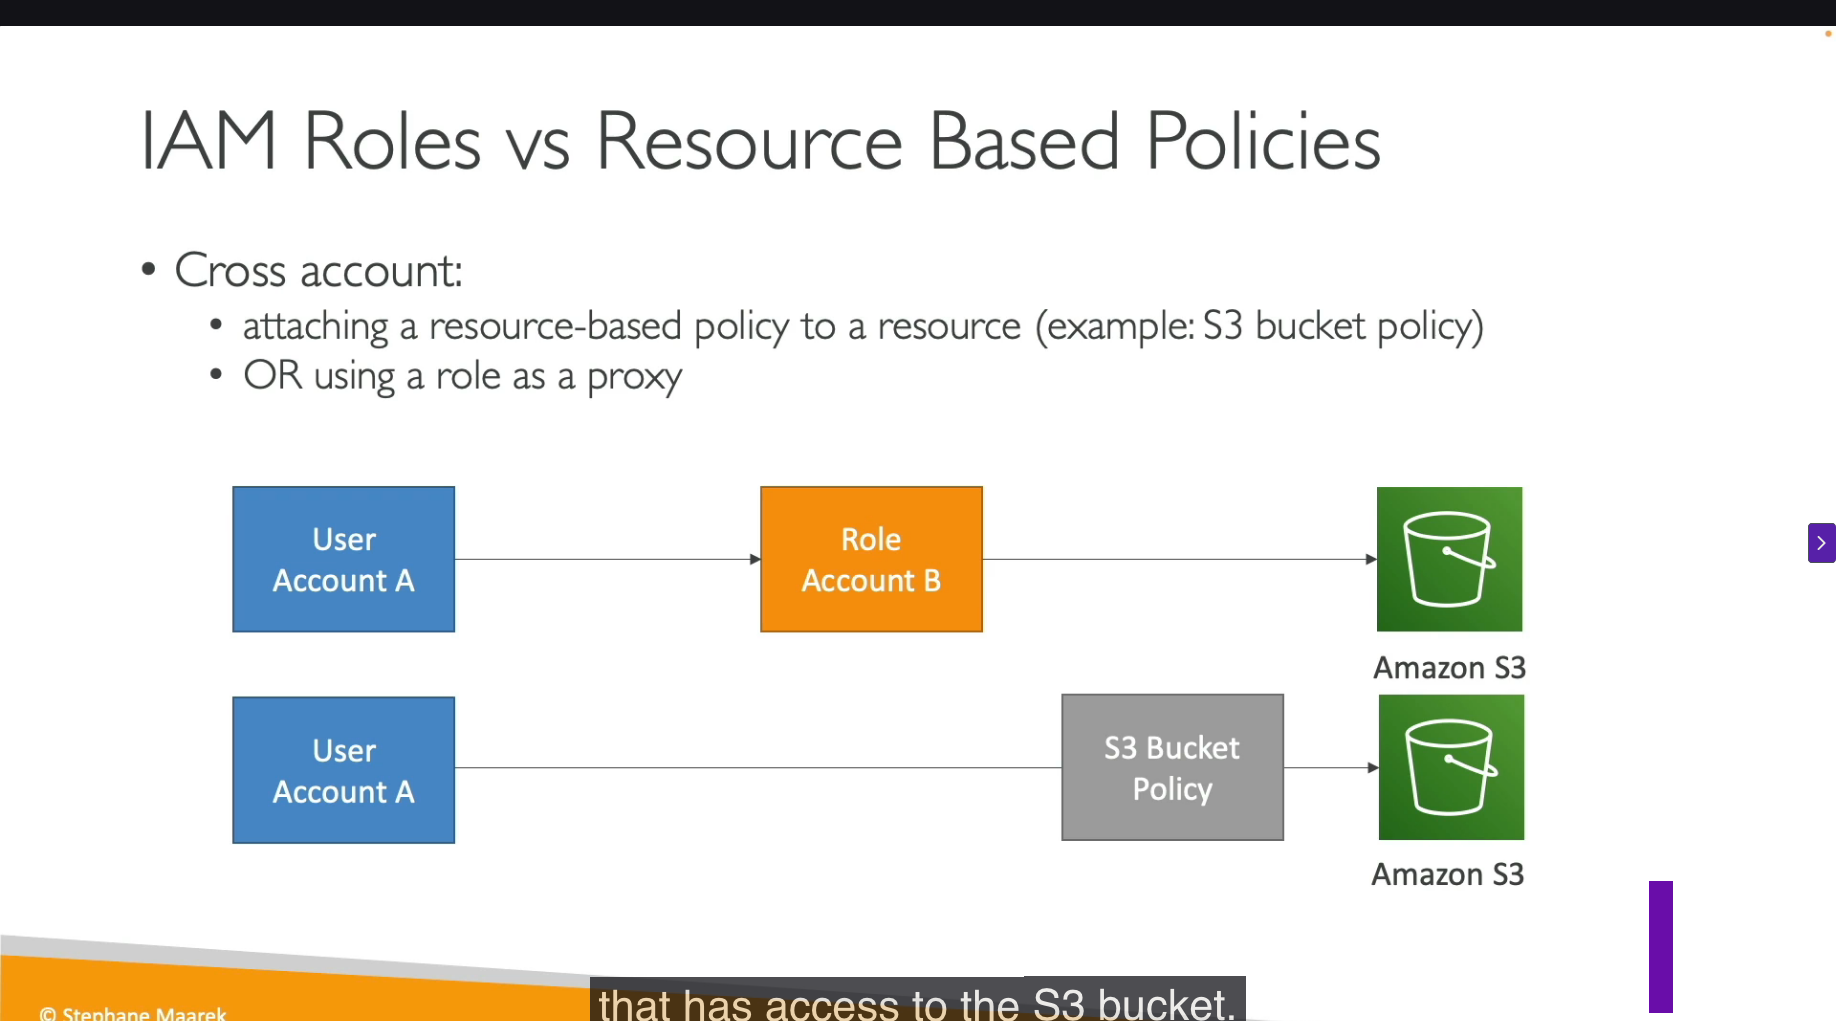 IAM Roles vs Resource Based Policies
• Cross account:
• attaching a resource-based policy to a resource (example: S3 bucket policy)
• OR using a role as a proxy
User
Account A
Role
Account B
Amazon S3
User
Account A
S3 Bucket
Policy
Amazon S3
© Stephane Maarek
that has access to the S3 bucket.